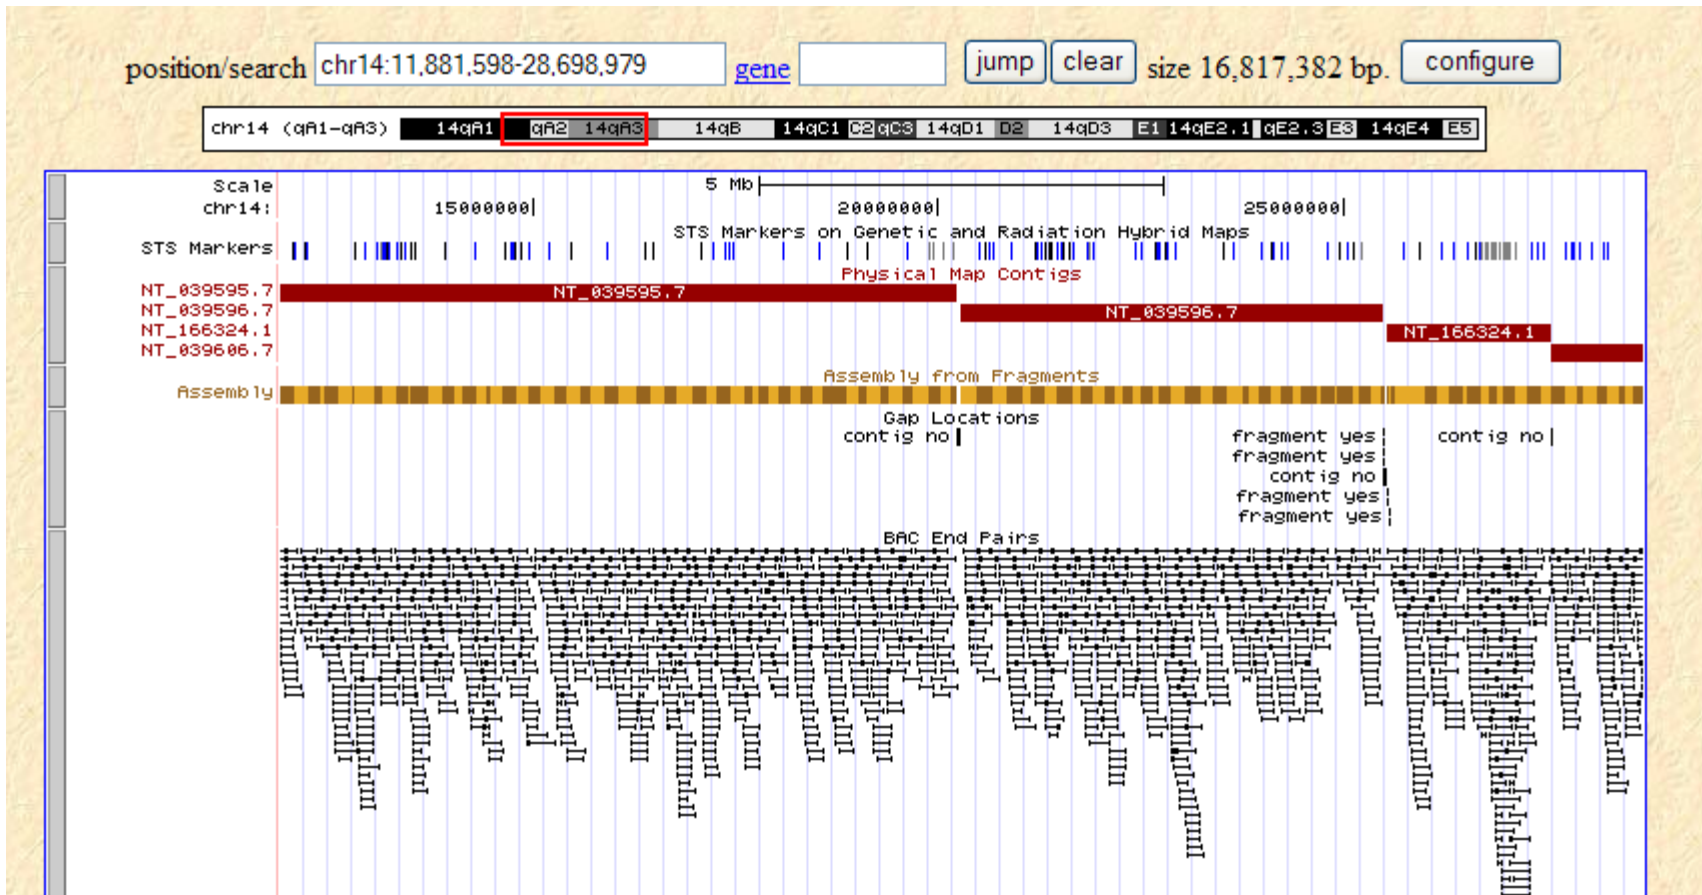 position/search chr14:11,881,598-28,698,979 gene jump clear size 16,817,382 bp. configure
chr14 (qA1-qA3) 14qA1 qA2 14qA3 14qB 14qC1 C2 qC3 14qD1 D2 14qD3 E1 14qE2.1 qE2.3 E3 14qE4 E5
Scale 5 Mb
chr14: 15000000 20000000 25000000
STS Markers on Genetic and Radiation Hybrid Maps
STS Markers
Physical Map Contigs
NT_039595.7 NT_039595.7
NT_039596.7 NT_039596.7
NT_166324.1 NT_166324.1
NT_039606.7
Assembly from Fragments
Assembly
Gap Locations
contig no fragment yes contig no
fragment yes
contig no
fragment yes
fragment yes
BAC End Pairs